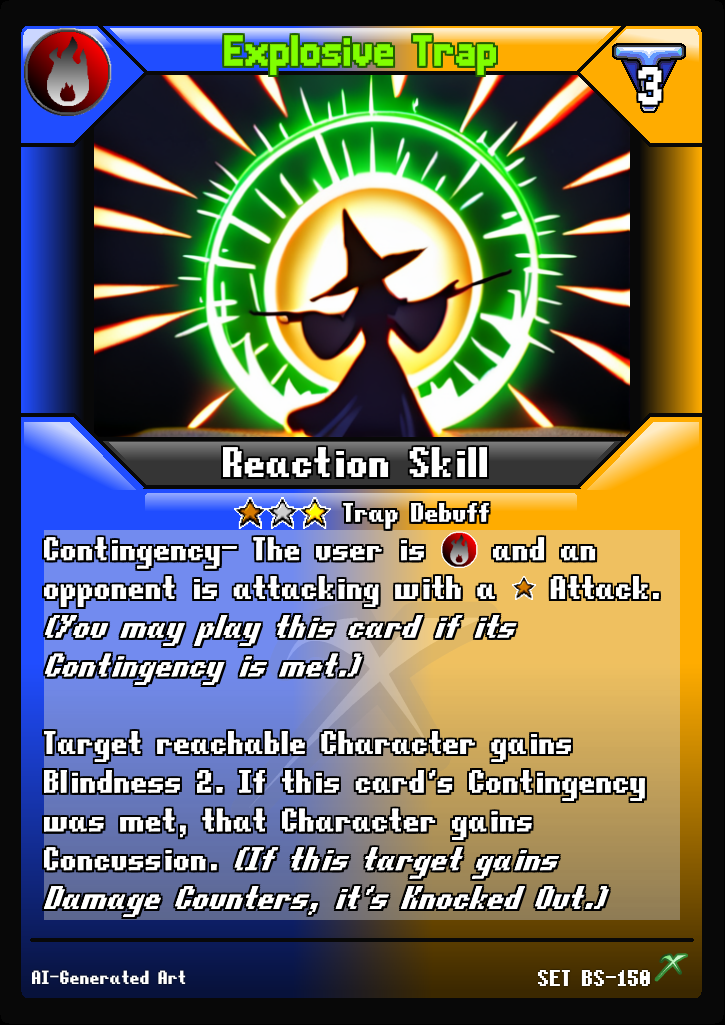 Explosive Trap
3
Reaction Skill
Trap Debuff
Contingency- The user is and an
opponent is attacking with a Attack.
(You may play this card if its
Contingency is met.)
Target reachable Character gains
Blindness 2. If this card's Contingency
was met, that Character gains
Concussion. (If this target gains
Damage Counters, it's Knocked Out.)
AI-Generated Art
SET BS-150